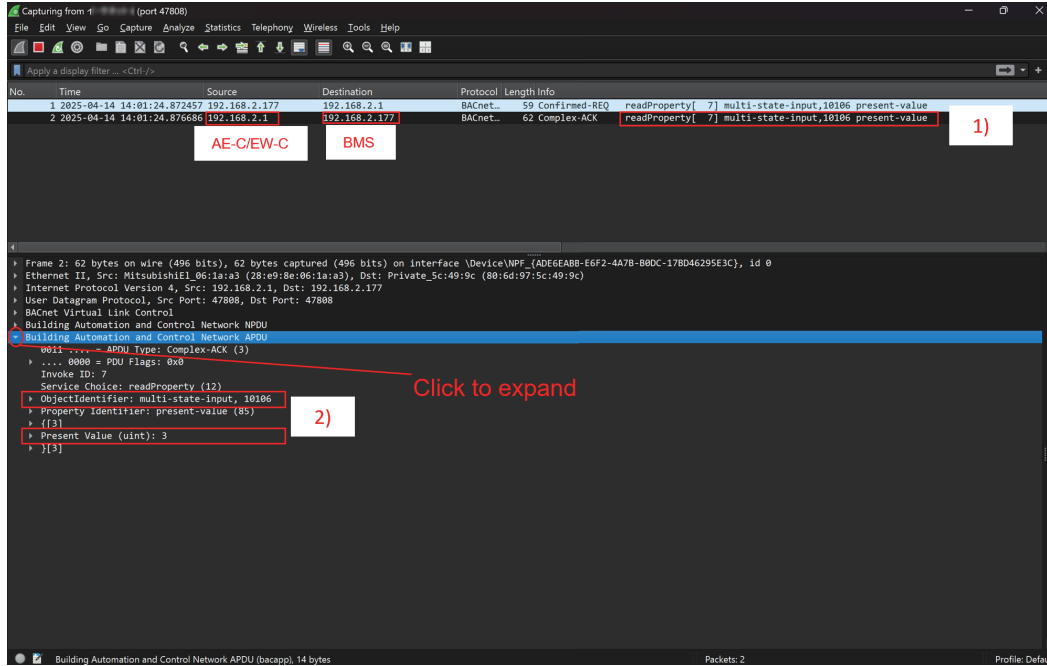 Capturing from (port 47808)
File Edit View Go Capture Analyze Statistics Telephony Wireless Tools Help
Apply a display filter ... <Ctrl-/>
No. Time Source Destination Protocol Length Info
1 2025-04-14 14:01:24.872457 192.168.2.177 192.168.2.1 BACnet… 59 Confirmed-REQ readProperty[ 7] multi-state-input,10106 present-value
2 2025-04-14 14:01:24.876686 192.168.2.1 192.168.2.177 BACnet… 62 Complex-ACK readProperty[ 7] multi-state-input,10106 present-value
1)
AE-C/EW-C BMS
Frame 2: 62 bytes on wire (496 bits), 62 bytes captured (496 bits) on interface \Device\NPF_{ADE6EABB-E6F2-4A7B-B0DC-17BD46295E3C}, id 0
Ethernet II, Src: MitsubishiEl_06:1a:a3 (28:e9:8e:06:1a:a3), Dst: Private_5c:49:9c (80:6d:97:5c:49:9c)
Internet Protocol Version 4, Src: 192.168.2.1, Dst: 192.168.2.177
User Datagram Protocol, Src Port: 47808, Dst Port: 47808
BACnet Virtual Link Control
Building Automation and Control Network NPDU
Building Automation and Control Network APDU
0011 .... = APDU Type: Complex-ACK (3)
.... 0000 = PDU Flags: 0x0
Invoke ID: 7
Service Choice: readProperty (12)
Click to expand
ObjectIdentifier: multi-state-input, 10106
Property Identifier: present-value (85)
2)
{[3]
Present Value (uint): 3
}[3]
Building Automation and Control Network APDU (bacapp), 14 bytes Packets: 2 Profile: Defau